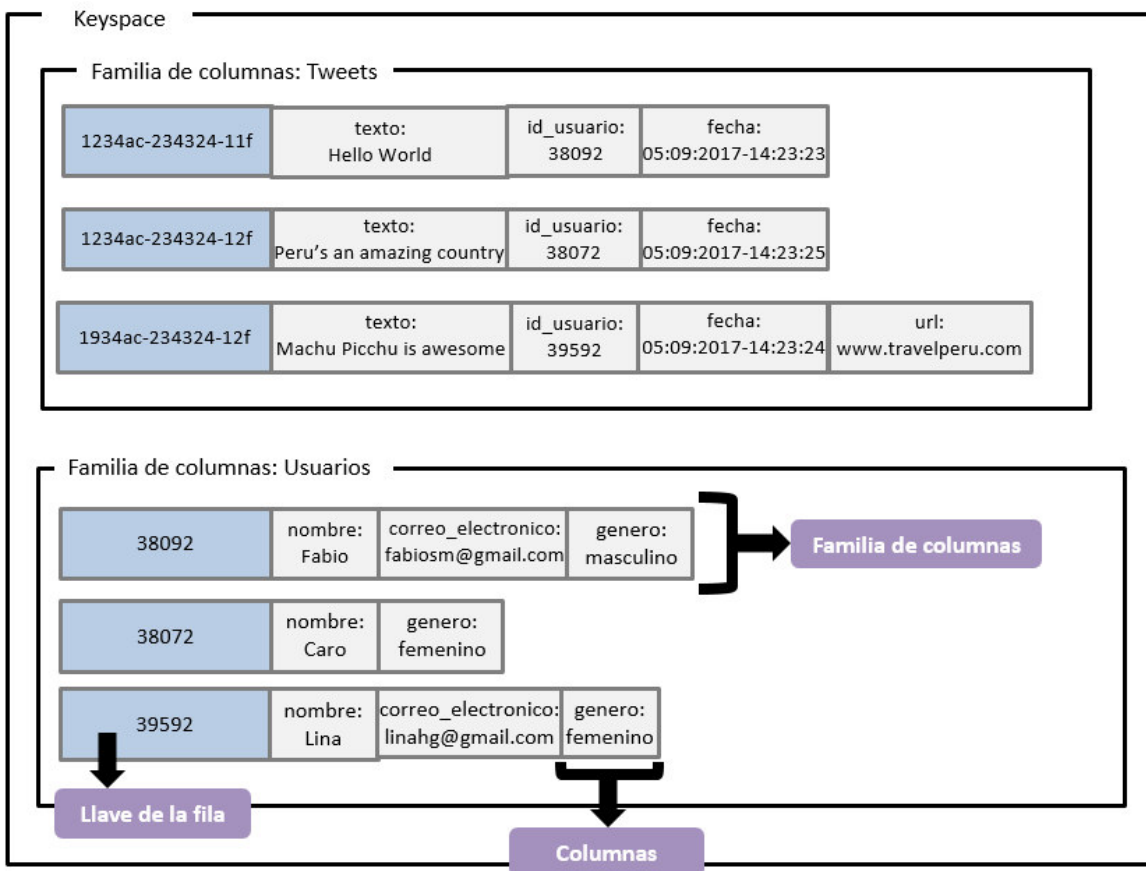 Keyspace
Familia de columnas: Tweets
1234ac-234324-11f
texto:
Hello World
id_usuario:
38092
fecha:
05:09:2017-14:23:23
1234ac-234324-12f
texto:
Peru's an amazing country
id_usuario:
38072
fecha:
05:09:2017-14:23:25
1934ac-234324-12f
texto:
Machu Picchu is awesome
id_usuario:
39592
fecha:
05:09:2017-14:23:24
url:
www.travelperu.com
Familia de columnas: Usuarios
38092
nombre:
Fabio
correo_electronico:
fabiosm@gmail.com
genero:
masculino
Familia de columnas
38072
nombre:
Caro
genero:
femenino
39592
nombre:
Lina
correo_electronico:
linahg@gmail.com
genero:
femenino
Llave de la fila
Columnas